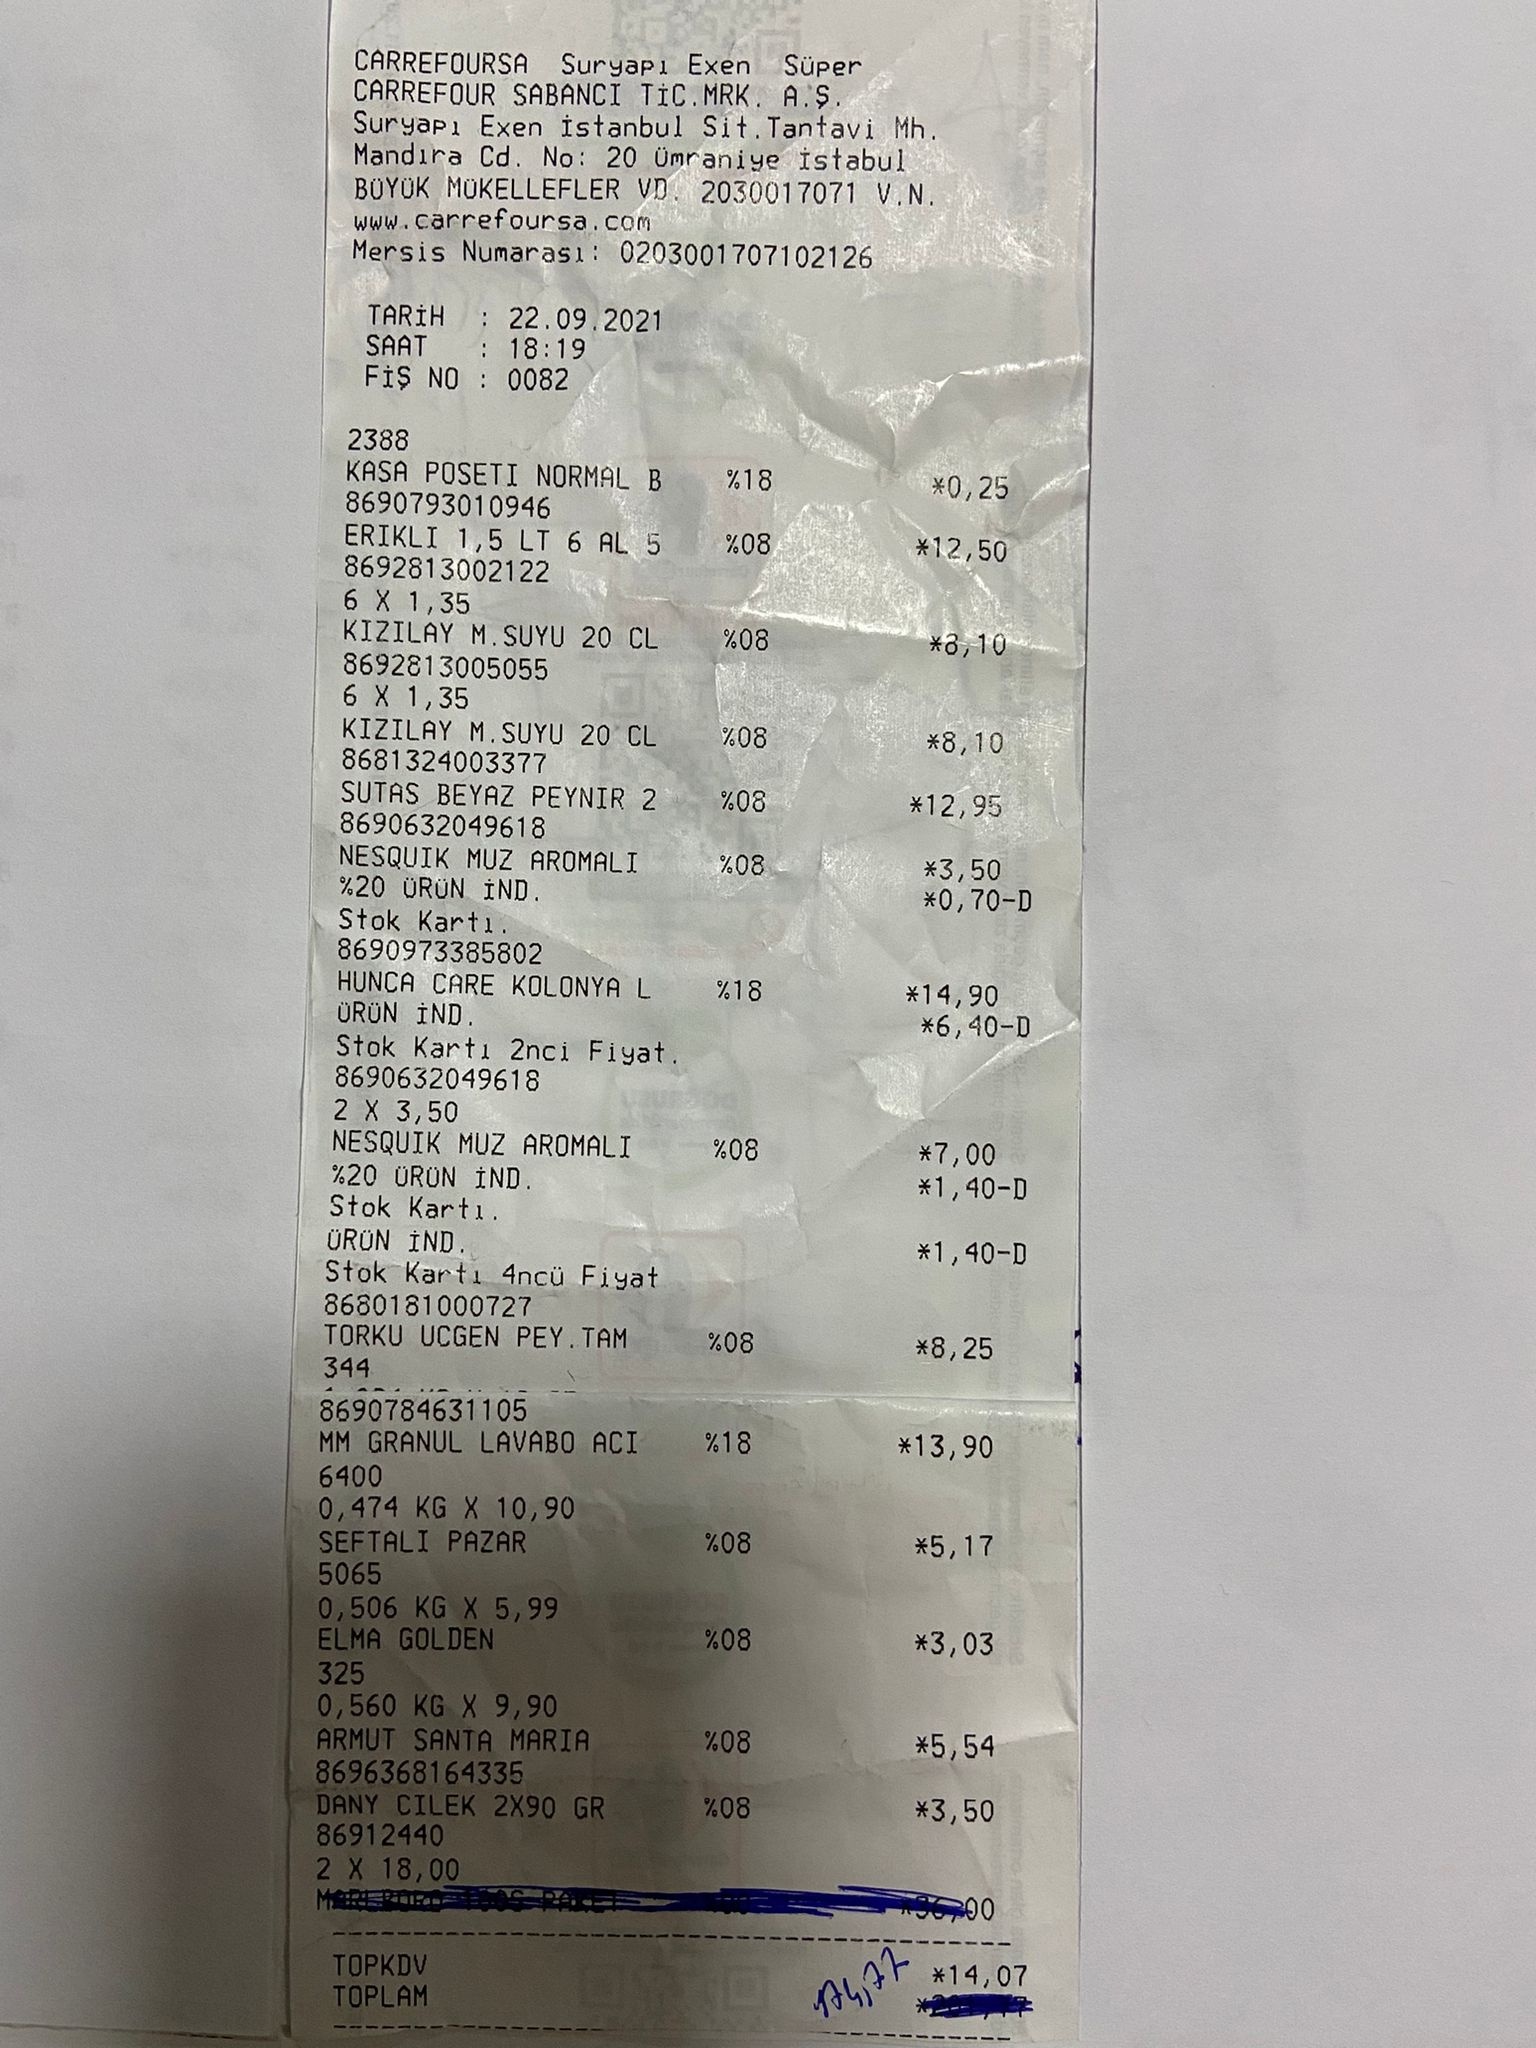 CARREFOURSA Suryapı Exen Süper
CARREFOUR SABANCI TİC.MRK. A.Ş.
Suryapı Exen İstanbul Sit.Tantavi Mh.
Mandıra Cd. No: 20 Ümraniye İstabul
BÜYÜK MÜKELLEFLER VD. 2030017071 V.N.
www.carrefoursa.com
Mersis Numarası: 0203001707102126
TARİH : 22.09.2021
SAAT : 18:19
FİŞ NO : 0082
2388
KASA POSETI NORMAL B %18 *0,25
8690793010946
ERIKLI 1,5 LT 6 AL 5 %08 *12,50
8692813002122
6 X 1,35
KIZILAY M.SUYU 20 CL %08 *8,10
8692813005055
6 X 1,35
KIZILAY M.SUYU 20 CL %08 *8,10
8681324003377
SUTAS BEYAZ PEYNIR 2 %08 *12,95
8690632049618
NESQUIK MUZ AROMALI %08 *3,50
%20 ÜRÜN İND. *0,70-D
Stok Kartı.
8690973385802
HUNCA CARE KOLONYA L %18 *14,90
ÜRÜN İND. *6,40-D
Stok Kartı 2nci Fiyat.
8690632049618
2 X 3,50
NESQUIK MUZ AROMALI %08 *7,00
%20 ÜRÜN İND. *1,40-D
Stok Kartı.
ÜRÜN İND. *1,40-D
Stok Kartı 4ncü Fiyat
8680181000727
TORKU UCGEN PEY.TAM %08 *8,25
344
8690784631105
MM GRANUL LAVABO ACI %18 *13,90
6400
0,474 KG X 10,90
SEFTALI PAZAR %08 *5,17
5065
0,506 KG X 5,99
ELMA GOLDEN %08 *3,03
325
0,560 KG X 9,90
ARMUT SANTA MARIA %08 *5,54
8696368164335
DANY CILEK 2X90 GR %08 *3,50
86912440
2 X 18,00
MARLBORO 100S PAKET *36,00
TOPKDV *14,07
TOPLAM 174,77